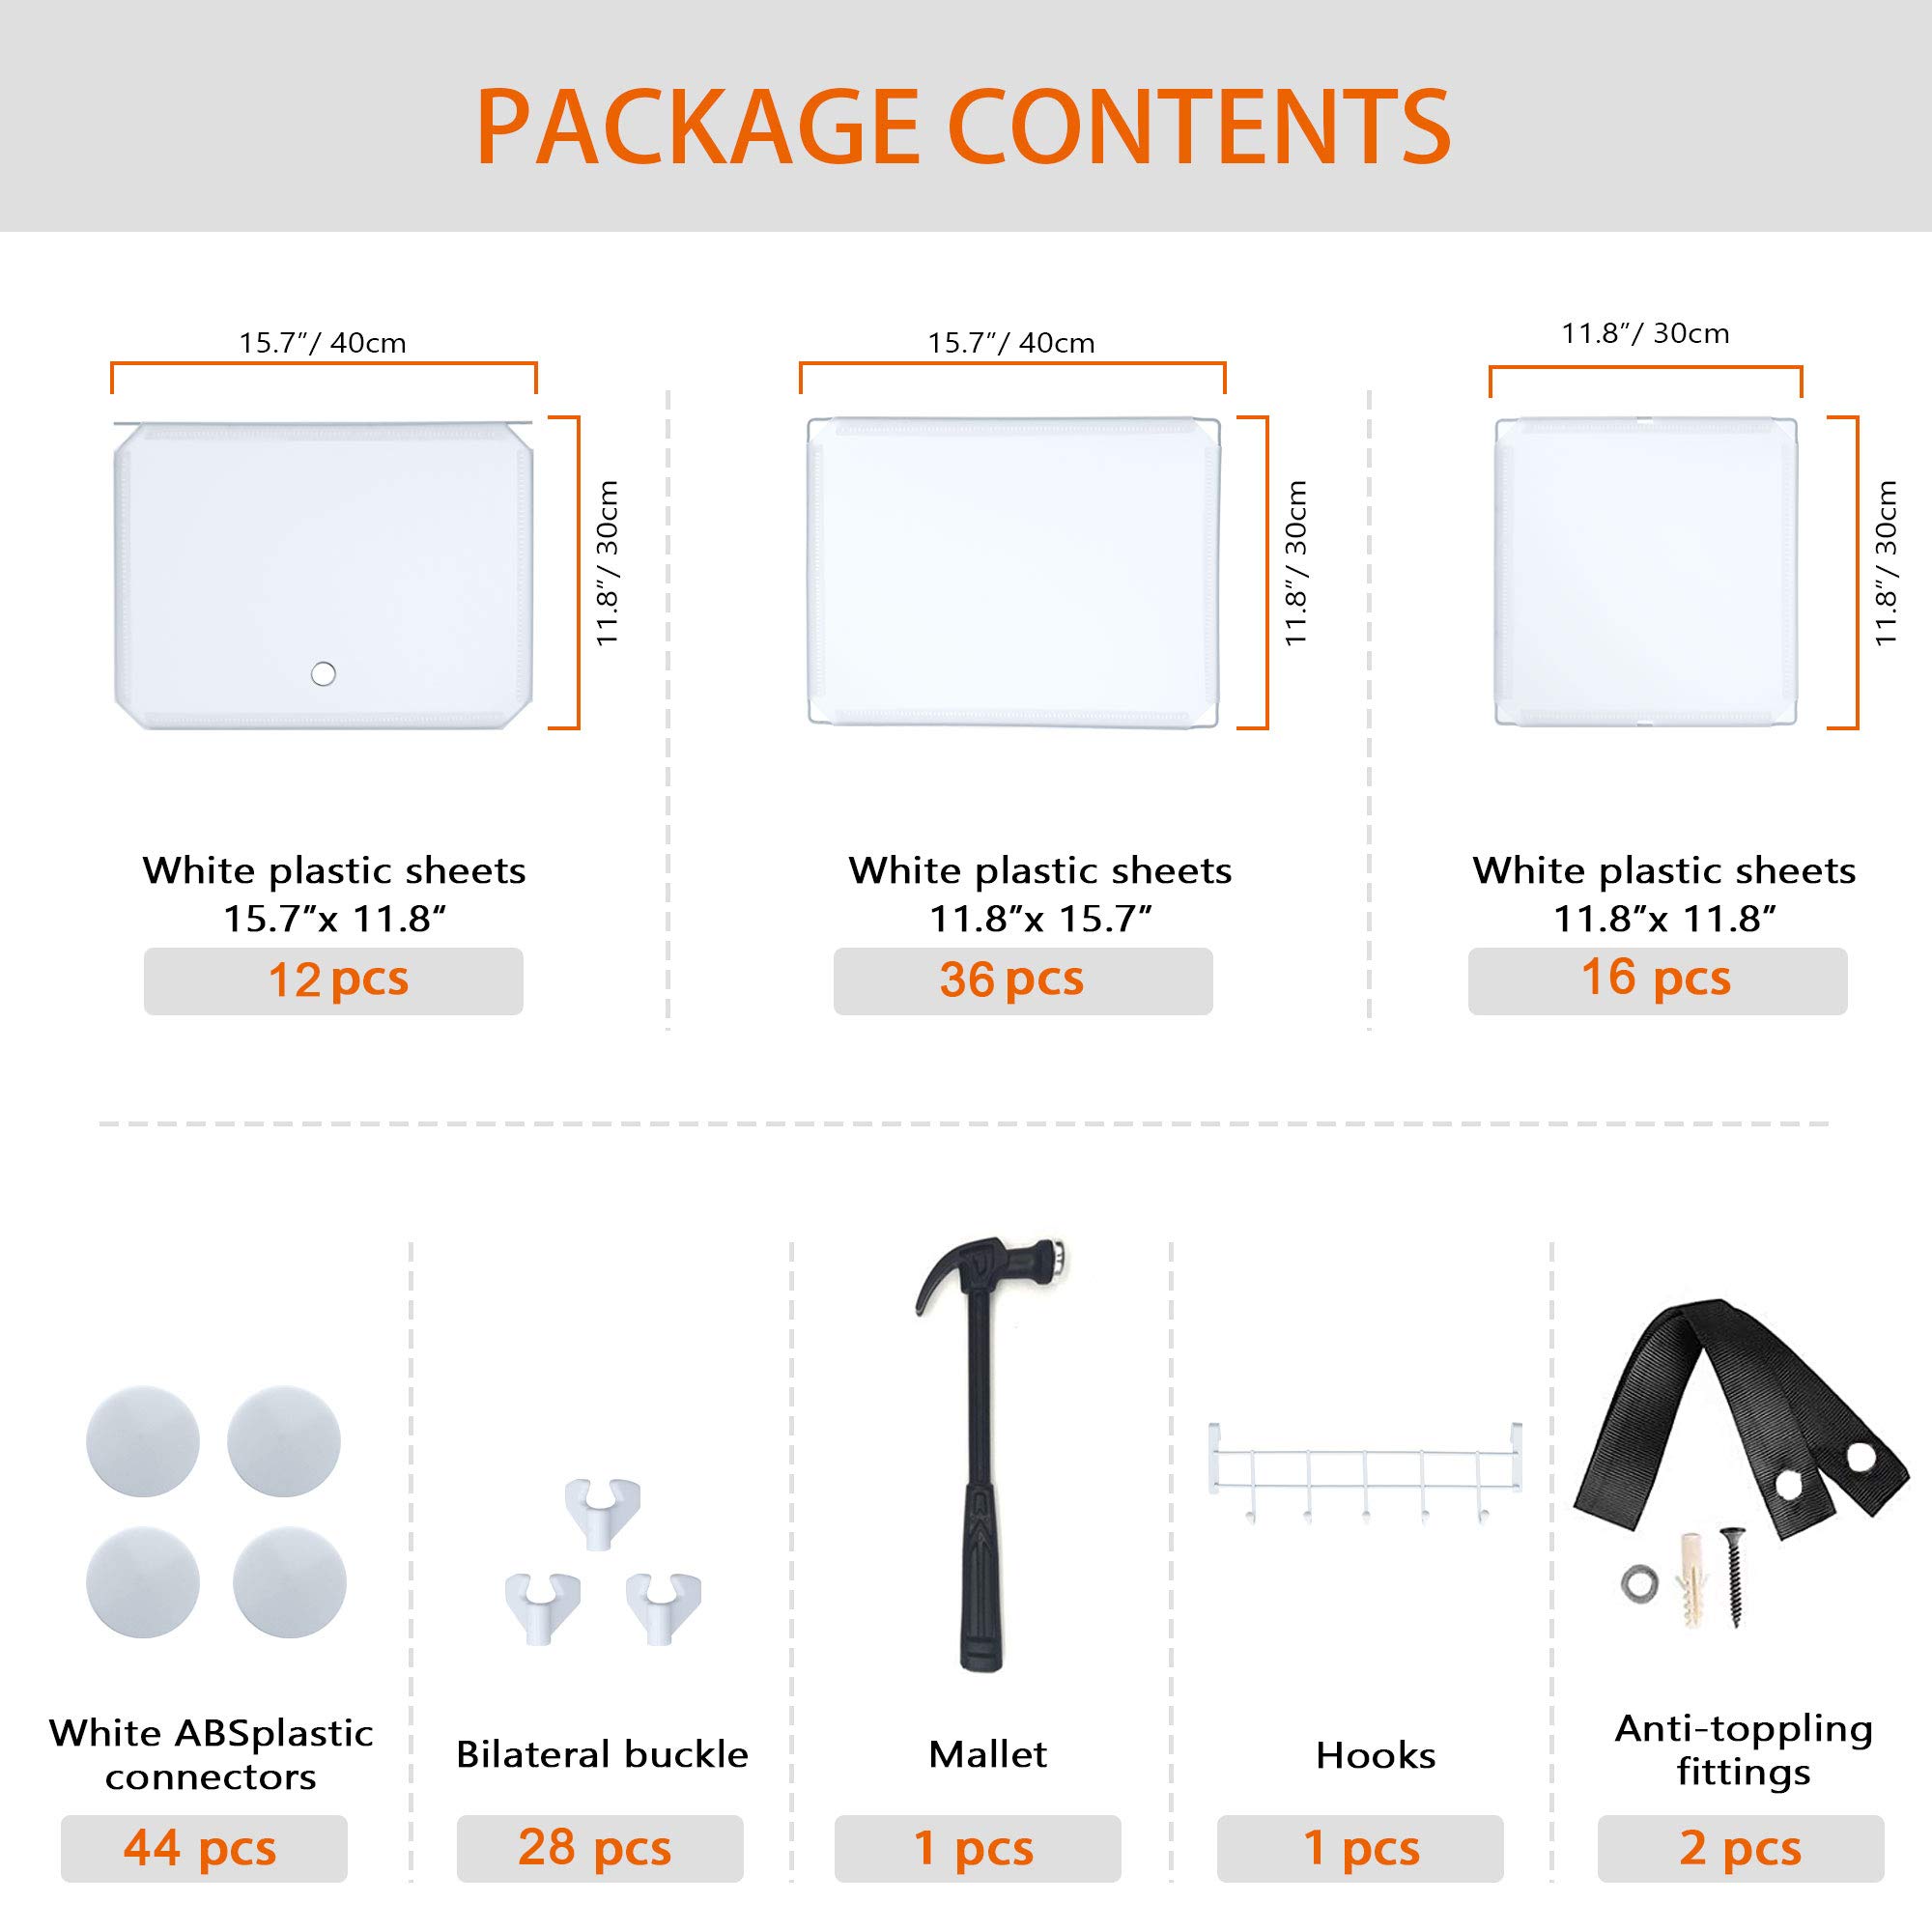 PACKAGE CONTENTS
15.7”/ 40cm
11.8”/ 30cm
White plastic sheets
15.7”x 11.8“
12 pcs
15.7”/ 40cm
11.8”/ 30cm
White plastic sheets
11.8”x 15.7”
36 pcs
11.8”/ 30cm
11.8”/ 30cm
White plastic sheets
11.8”x 11.8”
16 pcs
White ABSplastic
connectors
44 pcs
Bilateral buckle
28 pcs
Mallet
1 pcs
Hooks
1 pcs
Anti-toppling
fittings
2 pcs